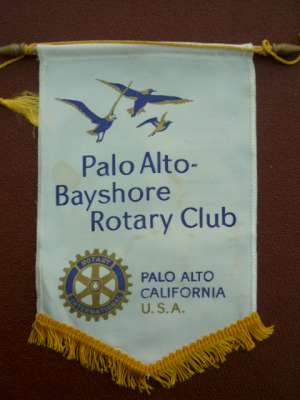 Palo Alto-
Bayshore
Rotary Club
ROTARY
INTERNATIONAL
PALO ALTO
CALIFORNIA
U.S.A.